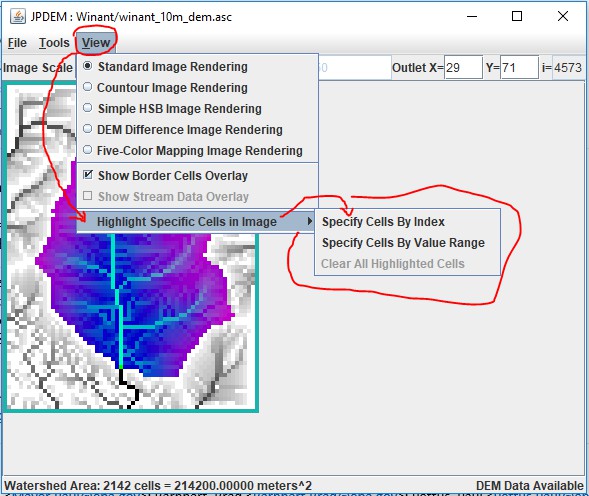 JPDEM : Winant/winant_10m_dem.asc
File Tools View
Image Scale
0 Outlet X= 29 Y= 71 i= 4573
Standard Image Rendering
Countour Image Rendering
Simple HSB Image Rendering
DEM Difference Image Rendering
Five-Color Mapping Image Rendering
Show Border Cells Overlay
Show Stream Data Overlay
Highlight Specific Cells in Image
Specify Cells By Index
Specify Cells By Value Range
Clear All Highlighted Cells
Watershed Area: 2142 cells = 214200.00000 meters^2
DEM Data Available